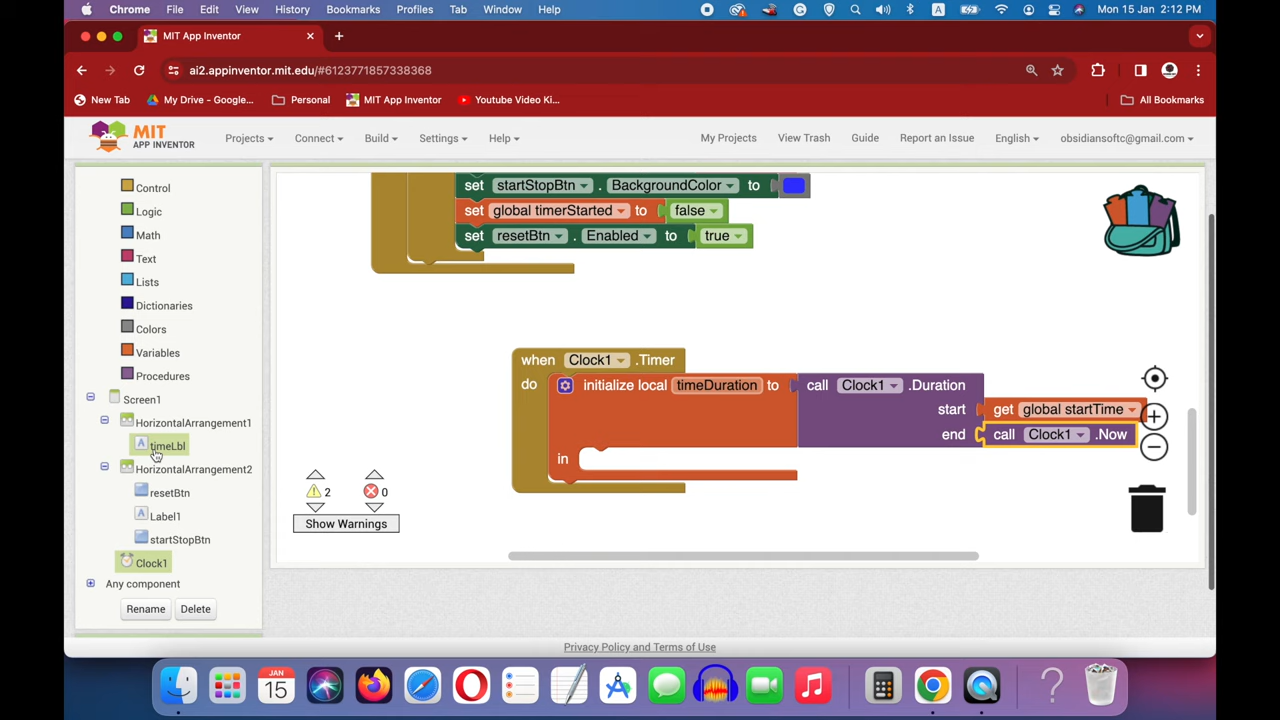 Chrome File Edit View History Bookmarks Profiles Tab Window Help A Mon 15 Jan 2:12 PM
MIT App Inventor
ai2.appinventor.mit.edu/#6123771857338368
New Tab My Drive - Google... Personal MIT App Inventor Youtube Video Ki... All Bookmarks
MIT APP INVENTOR Projects Connect Build Settings Help My Projects View Trash Guide Report an Issue English obsidiansoftc@gmail.com
Control
Logic
Math
Text
Lists
Dictionaries
Colors
Variables
Procedures
Screen1
HorizontalArrangement1
A timeLbl
HorizontalArrangement2
resetBtn
A Label1
startStopBtn
Clock1
Any component
Rename Delete
set startStopBtn . BackgroundColor to
set global timerStarted to false
set resetBtn . Enabled to true
when Clock1 .Timer
do initialize local timeDuration to call Clock1 .Duration
start get global startTime
end call Clock1 .Now
in
2 0
Show Warnings
Privacy Policy and Terms of Use
JAN
15